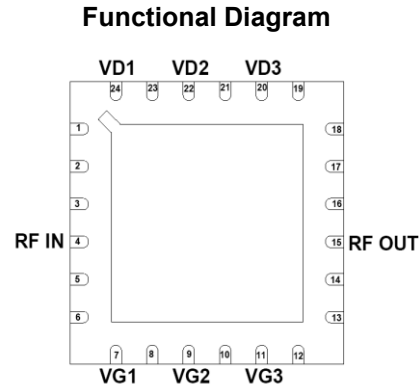 Functional Diagram
VD1 VD2 VD3
24 23 22 21 20 19
1 18
2 17
3 16
RF IN 4 15 RF OUT
5 14
6 13
7 8 9 10 11 12
VG1 VG2 VG3